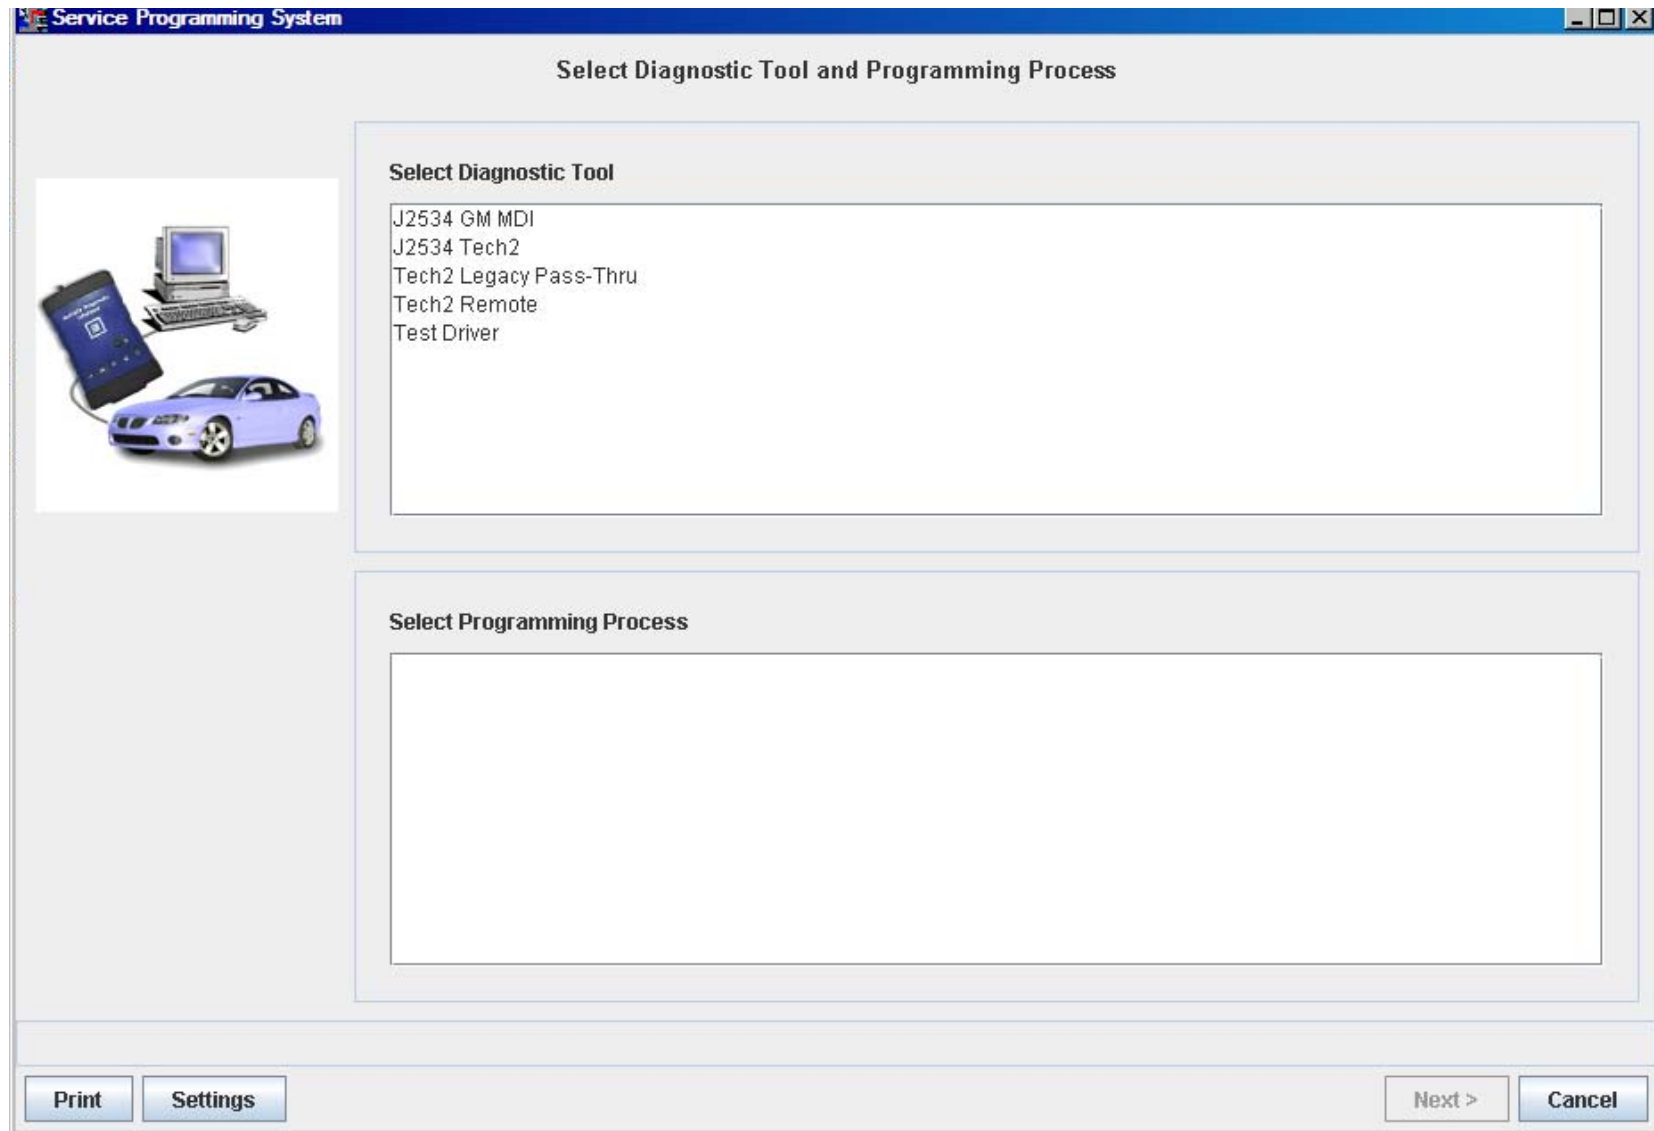 Service Programming System
Select Diagnostic Tool and Programming Process
Select Diagnostic Tool
J2534 GM MDI
J2534 Tech2
Tech2 Legacy Pass-Thru
Tech2 Remote
Test Driver
Select Programming Process
Print
Settings
Next >
Cancel